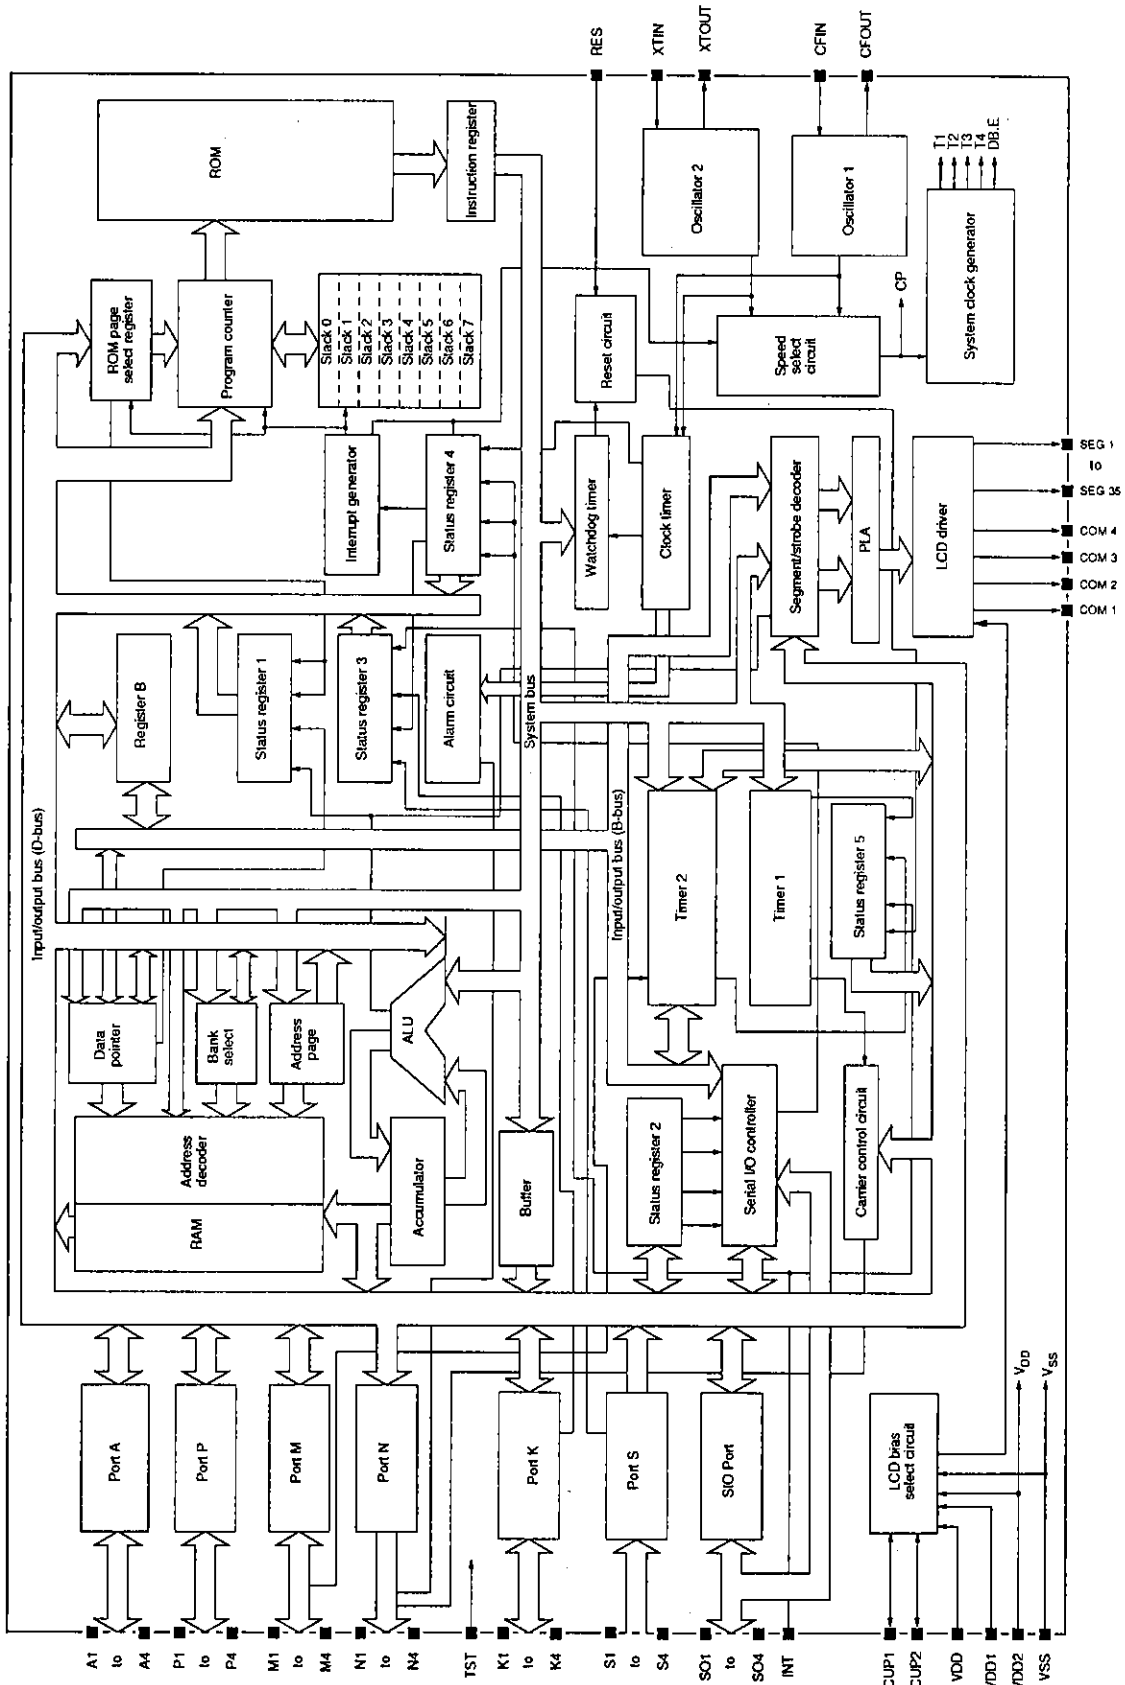 RES
XTIN
XTOUT
CFIN
CFOUT
ROM
Instruction register
Oscillator 2
Oscillator 1
T1
T2
T3
T4
DB.E
System clock generator
CP
ROM page
select register
Program counter
Stack 0
Stack 1
Stack 2
Stack 3
Stack 4
Stack 5
Stack 6
Stack 7
Reset circuit
Speed
select
circuit
Interrupt generator
Status register 4
Watchdog timer
Clock timer
Segment/strobe decoder
PLA
LCD driver
SEG 1
to
SEG 35
COM 4
COM 3
COM 2
COM 1
Register B
Status register 1
Status register 3
Alarm circuit
System bus
Input/output bus (D-bus)
Input/output bus (B-bus)
Timer 2
Timer 1
Status register 5
Data
pointer
Bank
select
Address
page
ALU
Address
decoder
RAM
Accumulator
Buffer
Status register 2
Serial I/O controller
Carrier control circuit
Port A
Port P
Port M
Port N
Port K
Port S
SIO Port
LCD bias
select circuit
VDD
VSS
A1
to
A4
P1
to
P4
M1
to
M4
N1
to
N4
TST
K1
to
K4
S1
to
S4
SO1
to
SO4
INT
CUP1
CUP2
VDD
VDD1
VDD2
VSS